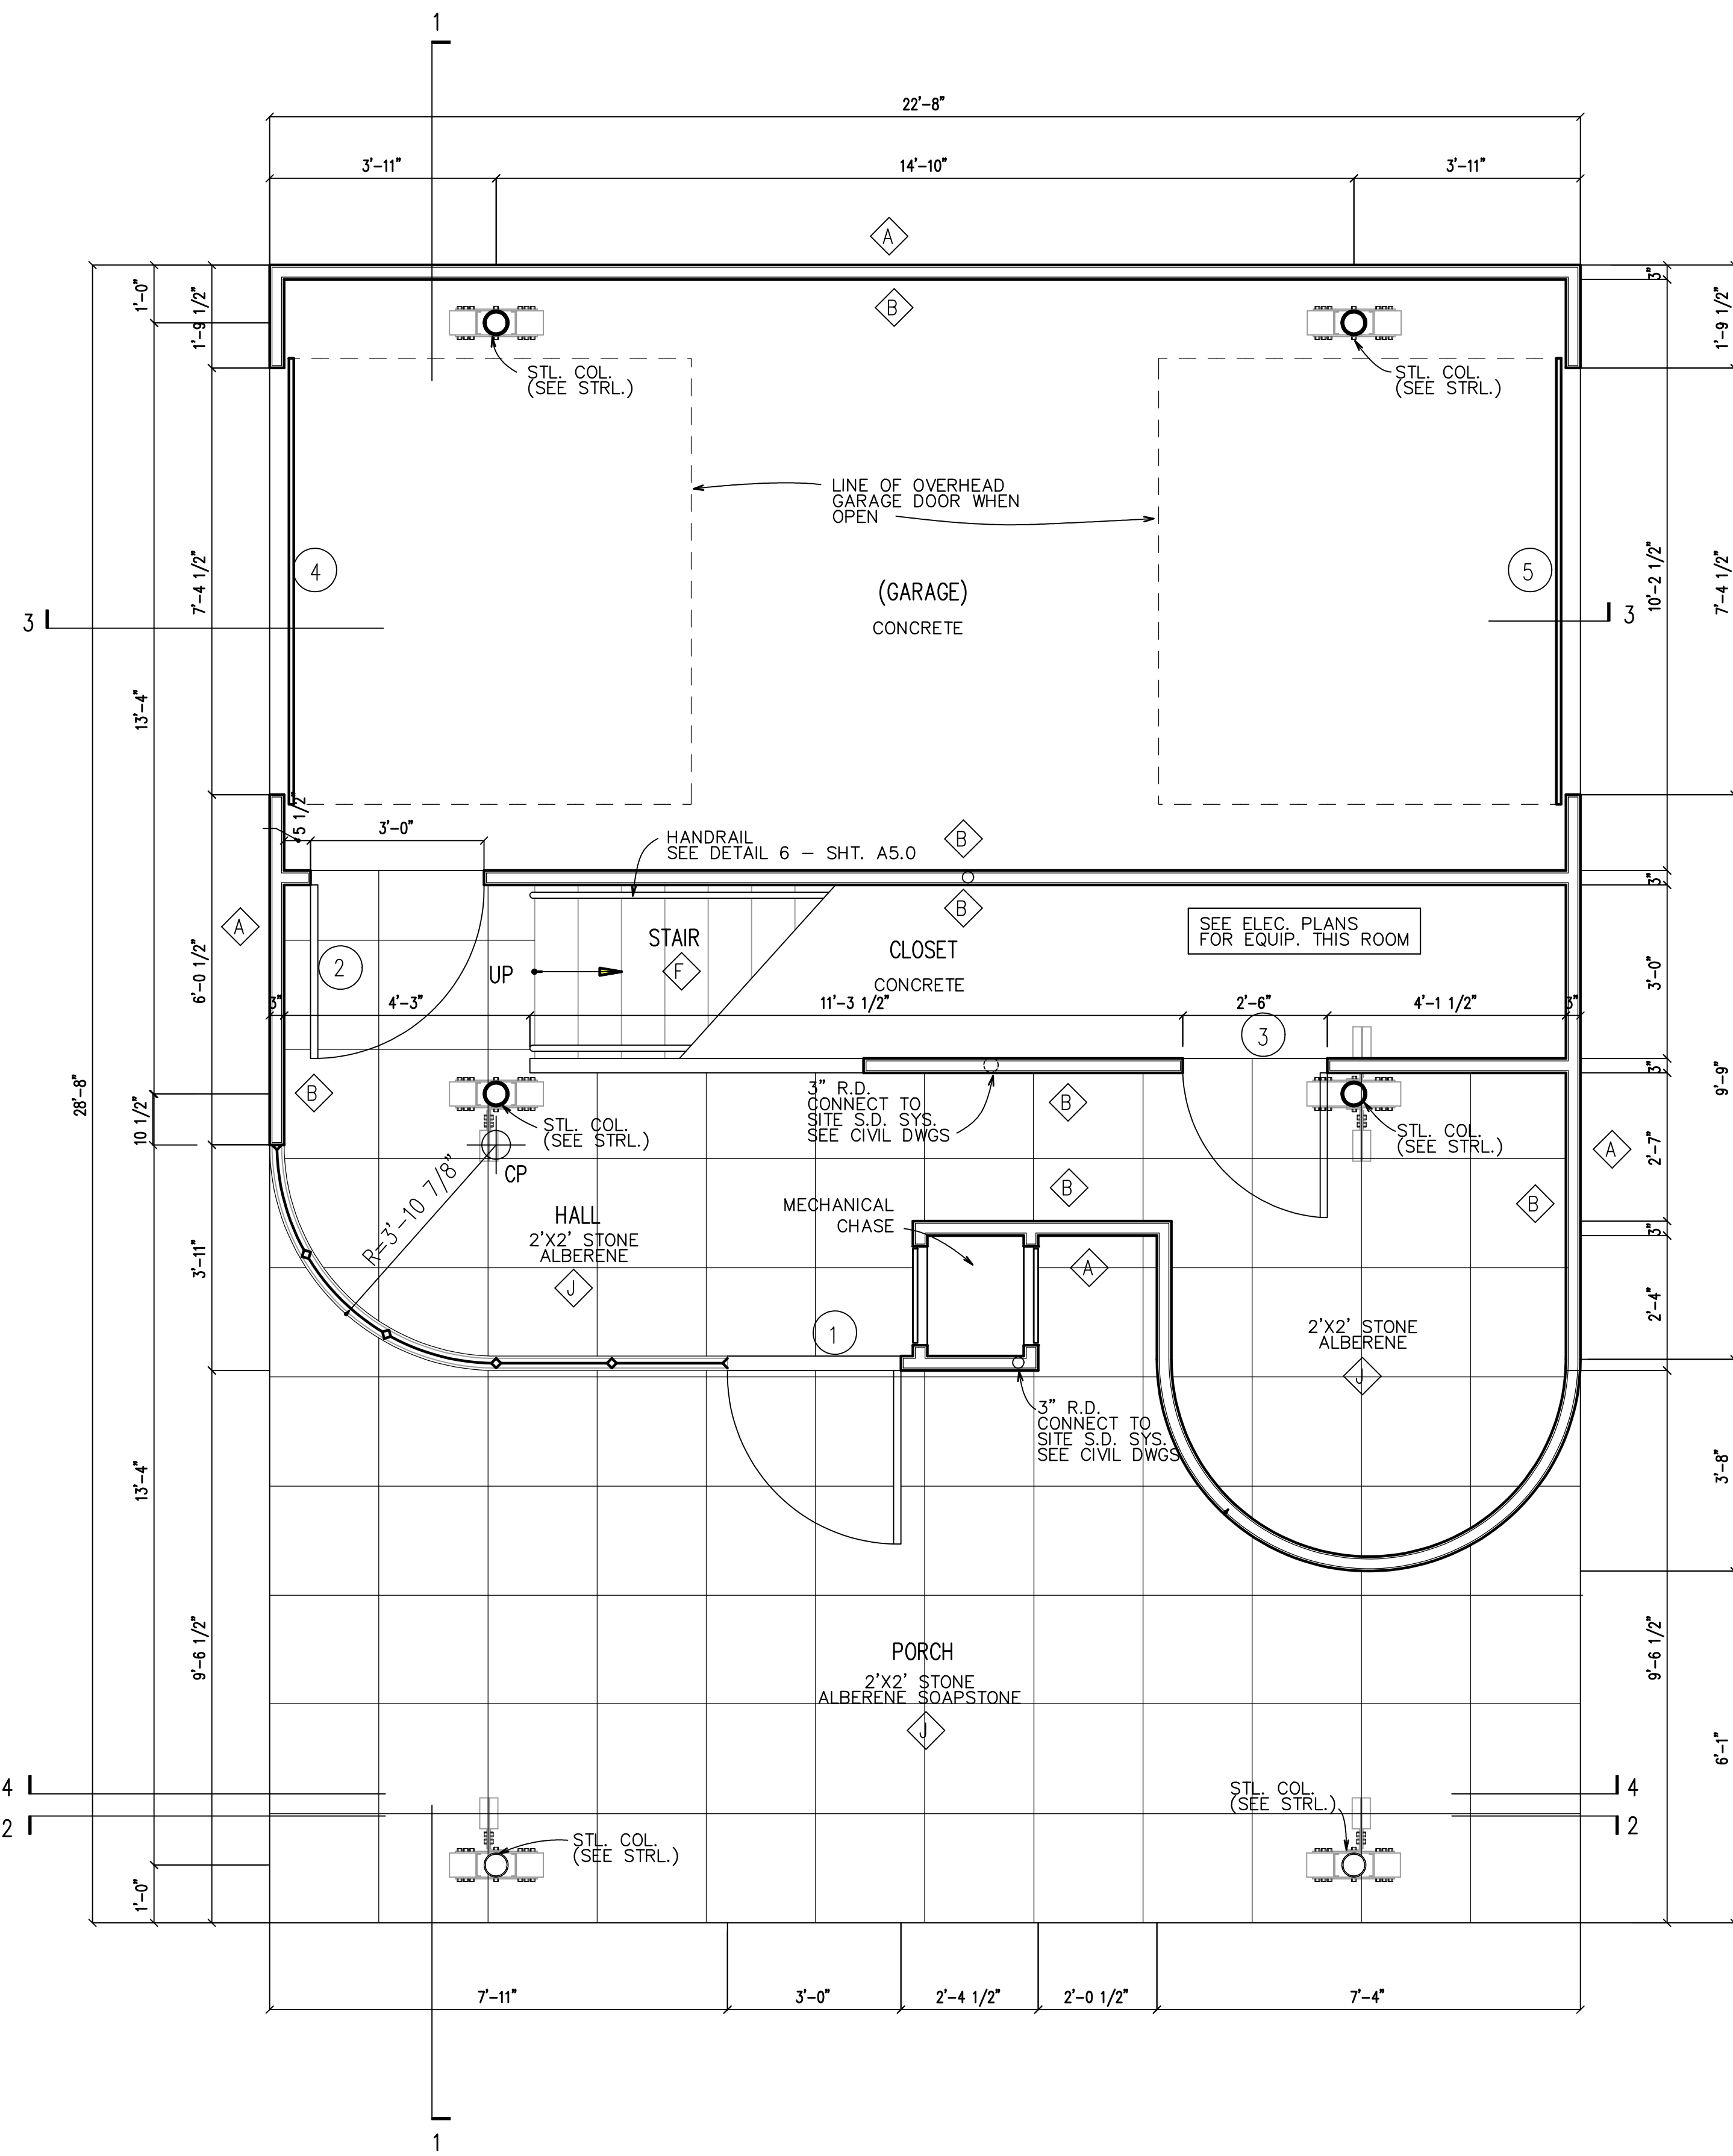 1
22'-8"
3'-11"
14'-10"
3'-11"
A
B
1'-0"
1'-9 1/2"
3"
1'-9 1/2"
STL. COL.
(SEE STRL.)
STL. COL.
(SEE STRL.)
LINE OF OVERHEAD
GARAGE DOOR WHEN
OPEN
4
5
7'-4 1/2"
10'-2 1/2"
7'-4 1/2"
(GARAGE)
CONCRETE
3
3
13'-4"
5 1/2"
3'-0"
HANDRAIL
SEE DETAIL 6 – SHT. A5.0
B
3"
B
A
STAIR
F
UP
2
CLOSET
CONCRETE
SEE ELEC. PLANS
FOR EQUIP. THIS ROOM
6'-0 1/2"
3'-0"
3"
4'-3"
11'-3 1/2"
2'-6"
4'-1 1/2"
3"
3
28'-8"
10 1/2"
3"
9'-9"
B
3" R.D.
CONNECT TO
SITE S.D. SYS.
SEE CIVIL DWGS
B
STL. COL.
(SEE STRL.)
STL. COL.
(SEE STRL.)
A
2'-7"
CP
R=3'-10 7/8"
B
B
MECHANICAL
CHASE
HALL
2'X2' STONE
ALBERENE
J
3'-11"
3"
A
2'-4"
1
2'X2' STONE
ALBERENE
J
3" R.D.
CONNECT TO
SITE S.D. SYS.
SEE CIVIL DWGS
13'-4"
3'-8"
9'-6 1/2"
9'-6 1/2"
PORCH
2'X2' STONE
ALBERENE SOAPSTONE
J
6'-1"
4
2
4
2
STL. COL.
(SEE STRL.)
STL. COL.
(SEE STRL.)
1'-0"
7'-11"
3'-0"
2'-4 1/2"
2'-0 1/2"
7'-4"
1